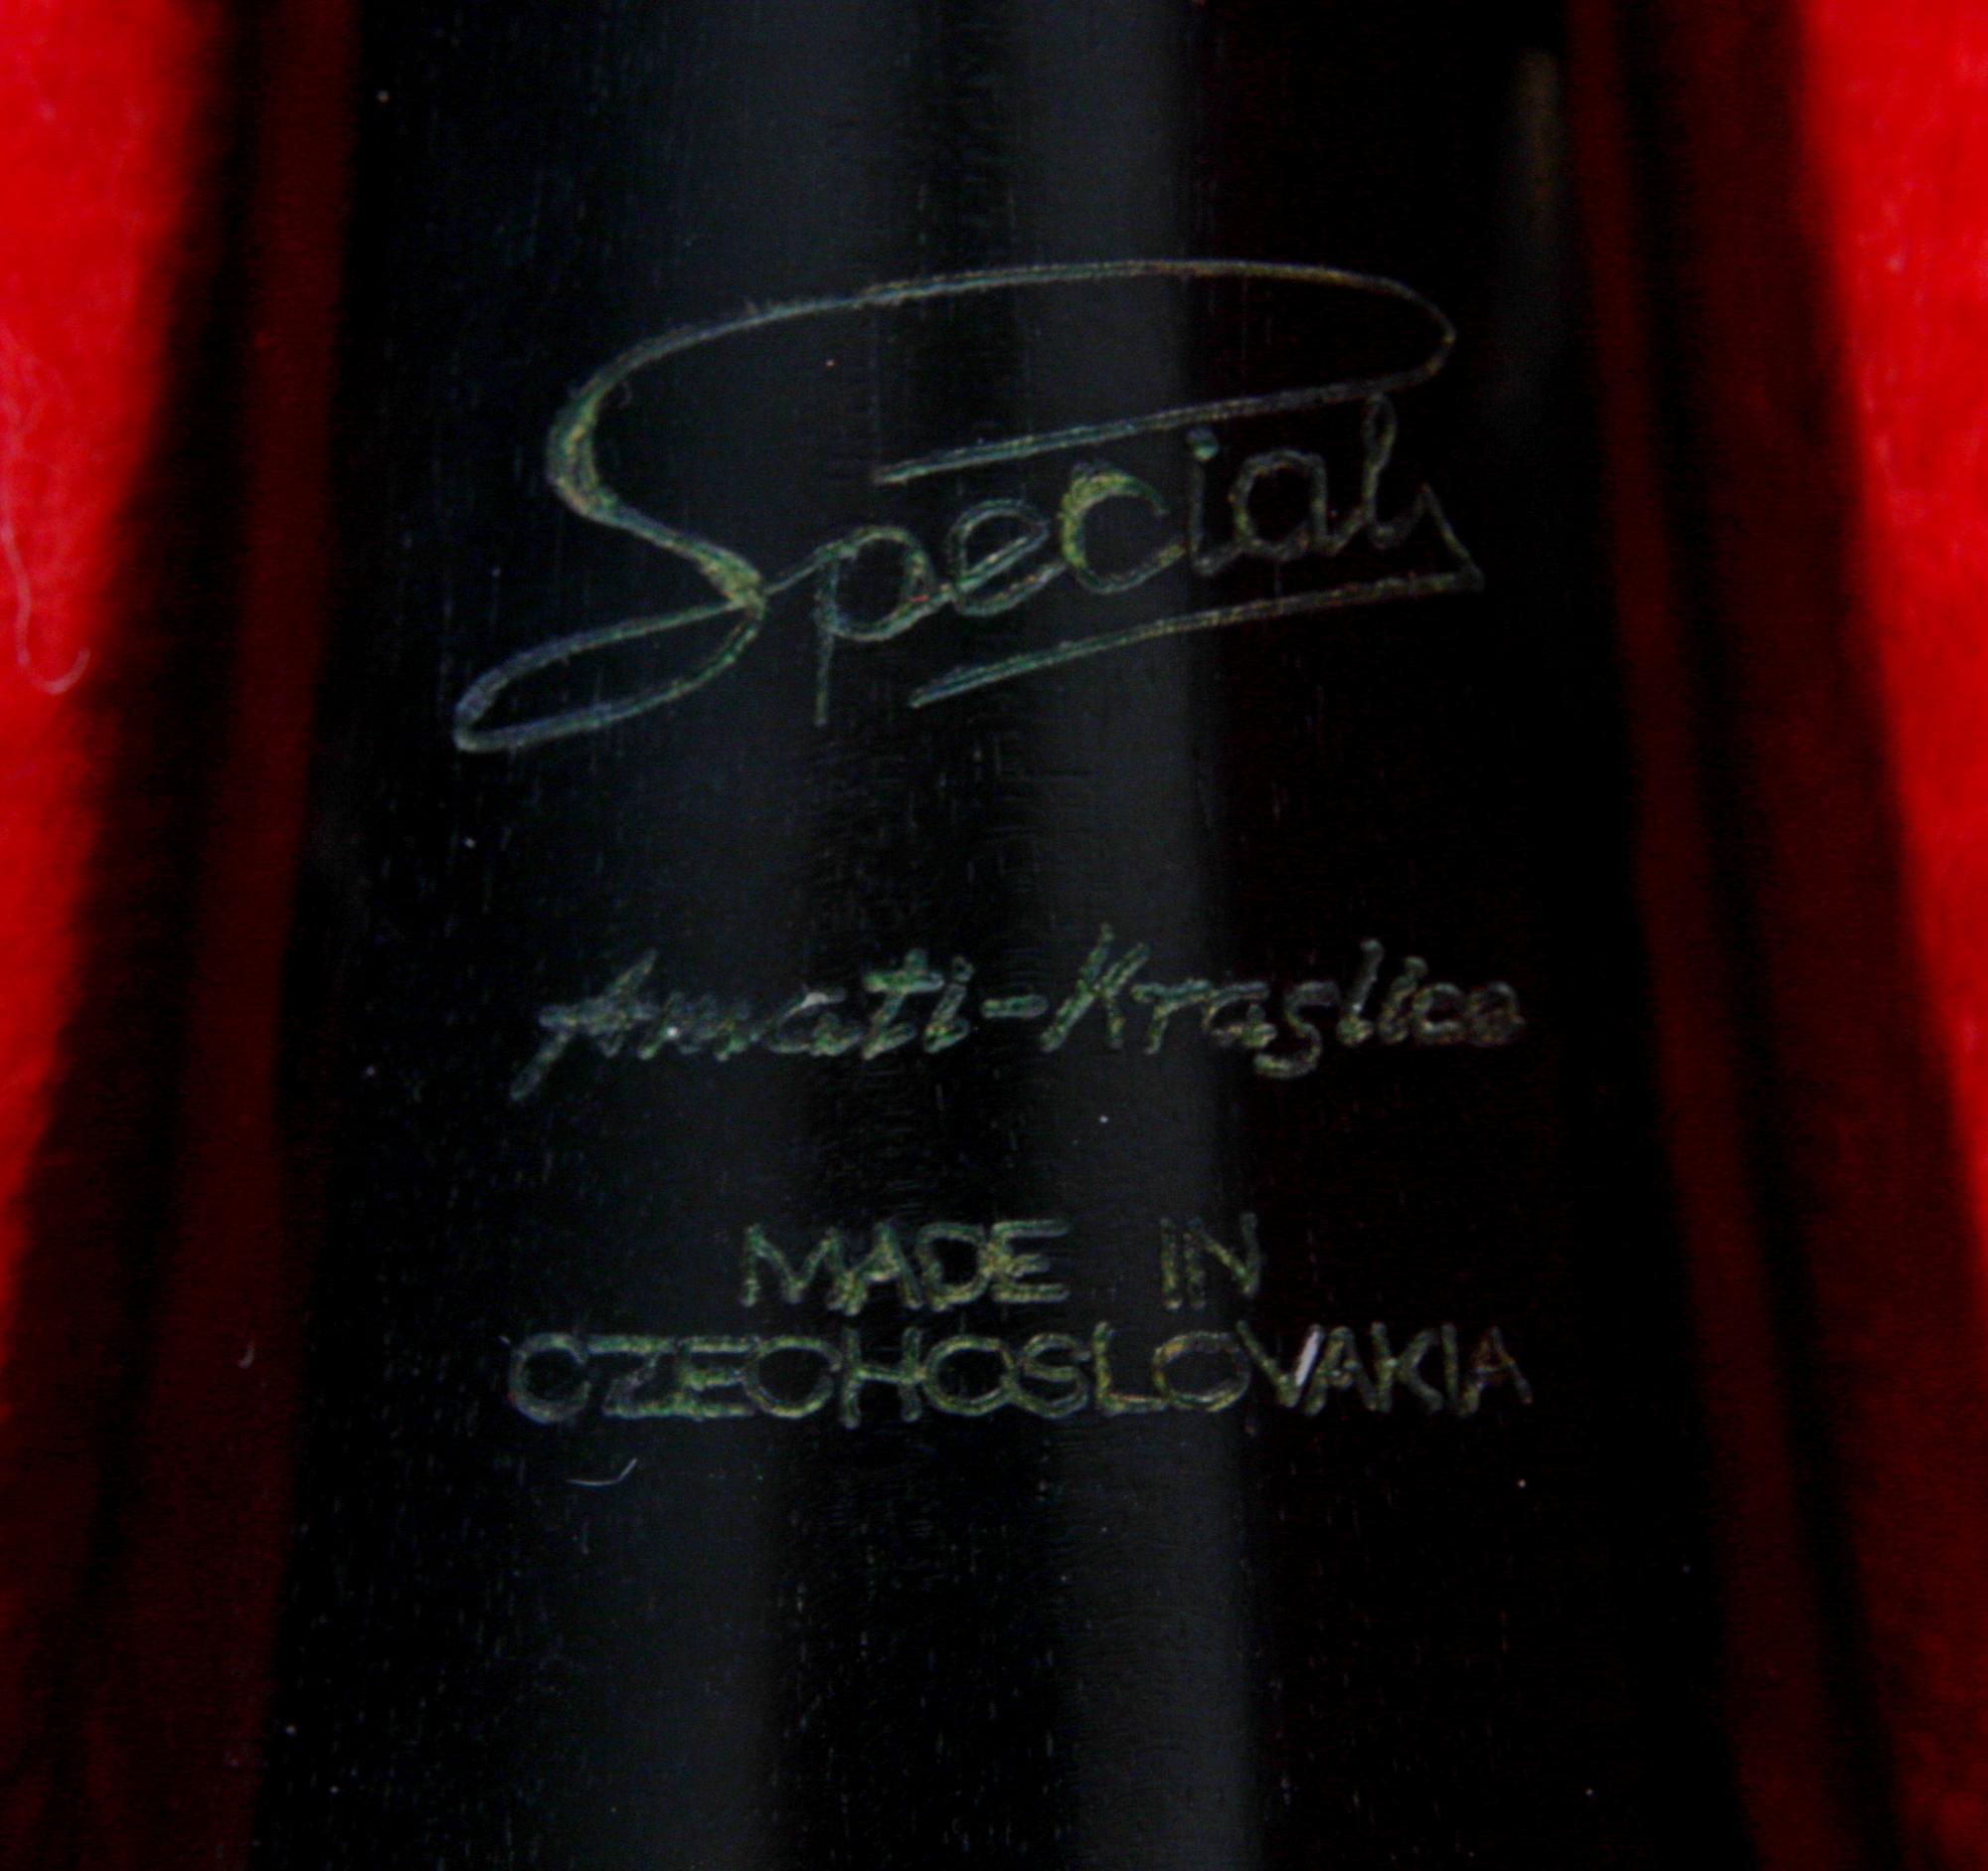 Special
Amati-Kraslice
MADE IN
CZECHOSLOVAKIA